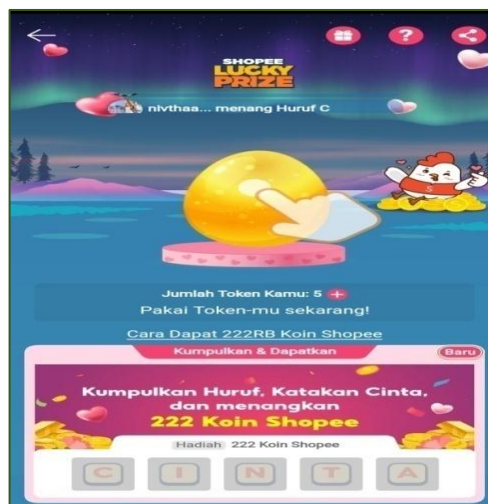 SHOPEE
LUCKY
PRIZE
nivthaa... menang Huruf C
S
Jumlah Token Kamu: 5 +
Pakai Token-mu sekarang!
Cara Dapat 222RB Koin Shopee
Kumpulkan & Dapatkan
Baru
Kumpulkan Huruf, Katakan Cinta,
dan menangkan
222 Koin Shopee
Hadiah 222 Koin Shopee
C I N T A